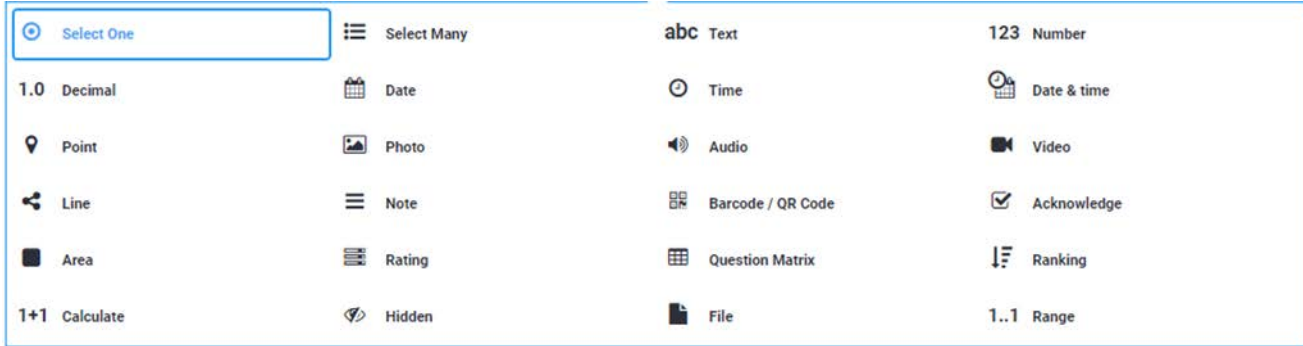 Select One Select Many abc Text 123 Number
1.0 Decimal Date Time Date & time
Point Photo Audio Video
Line Note Barcode / QR Code Acknowledge
Area Rating Question Matrix Ranking
1+1 Calculate Hidden File 1..1 Range